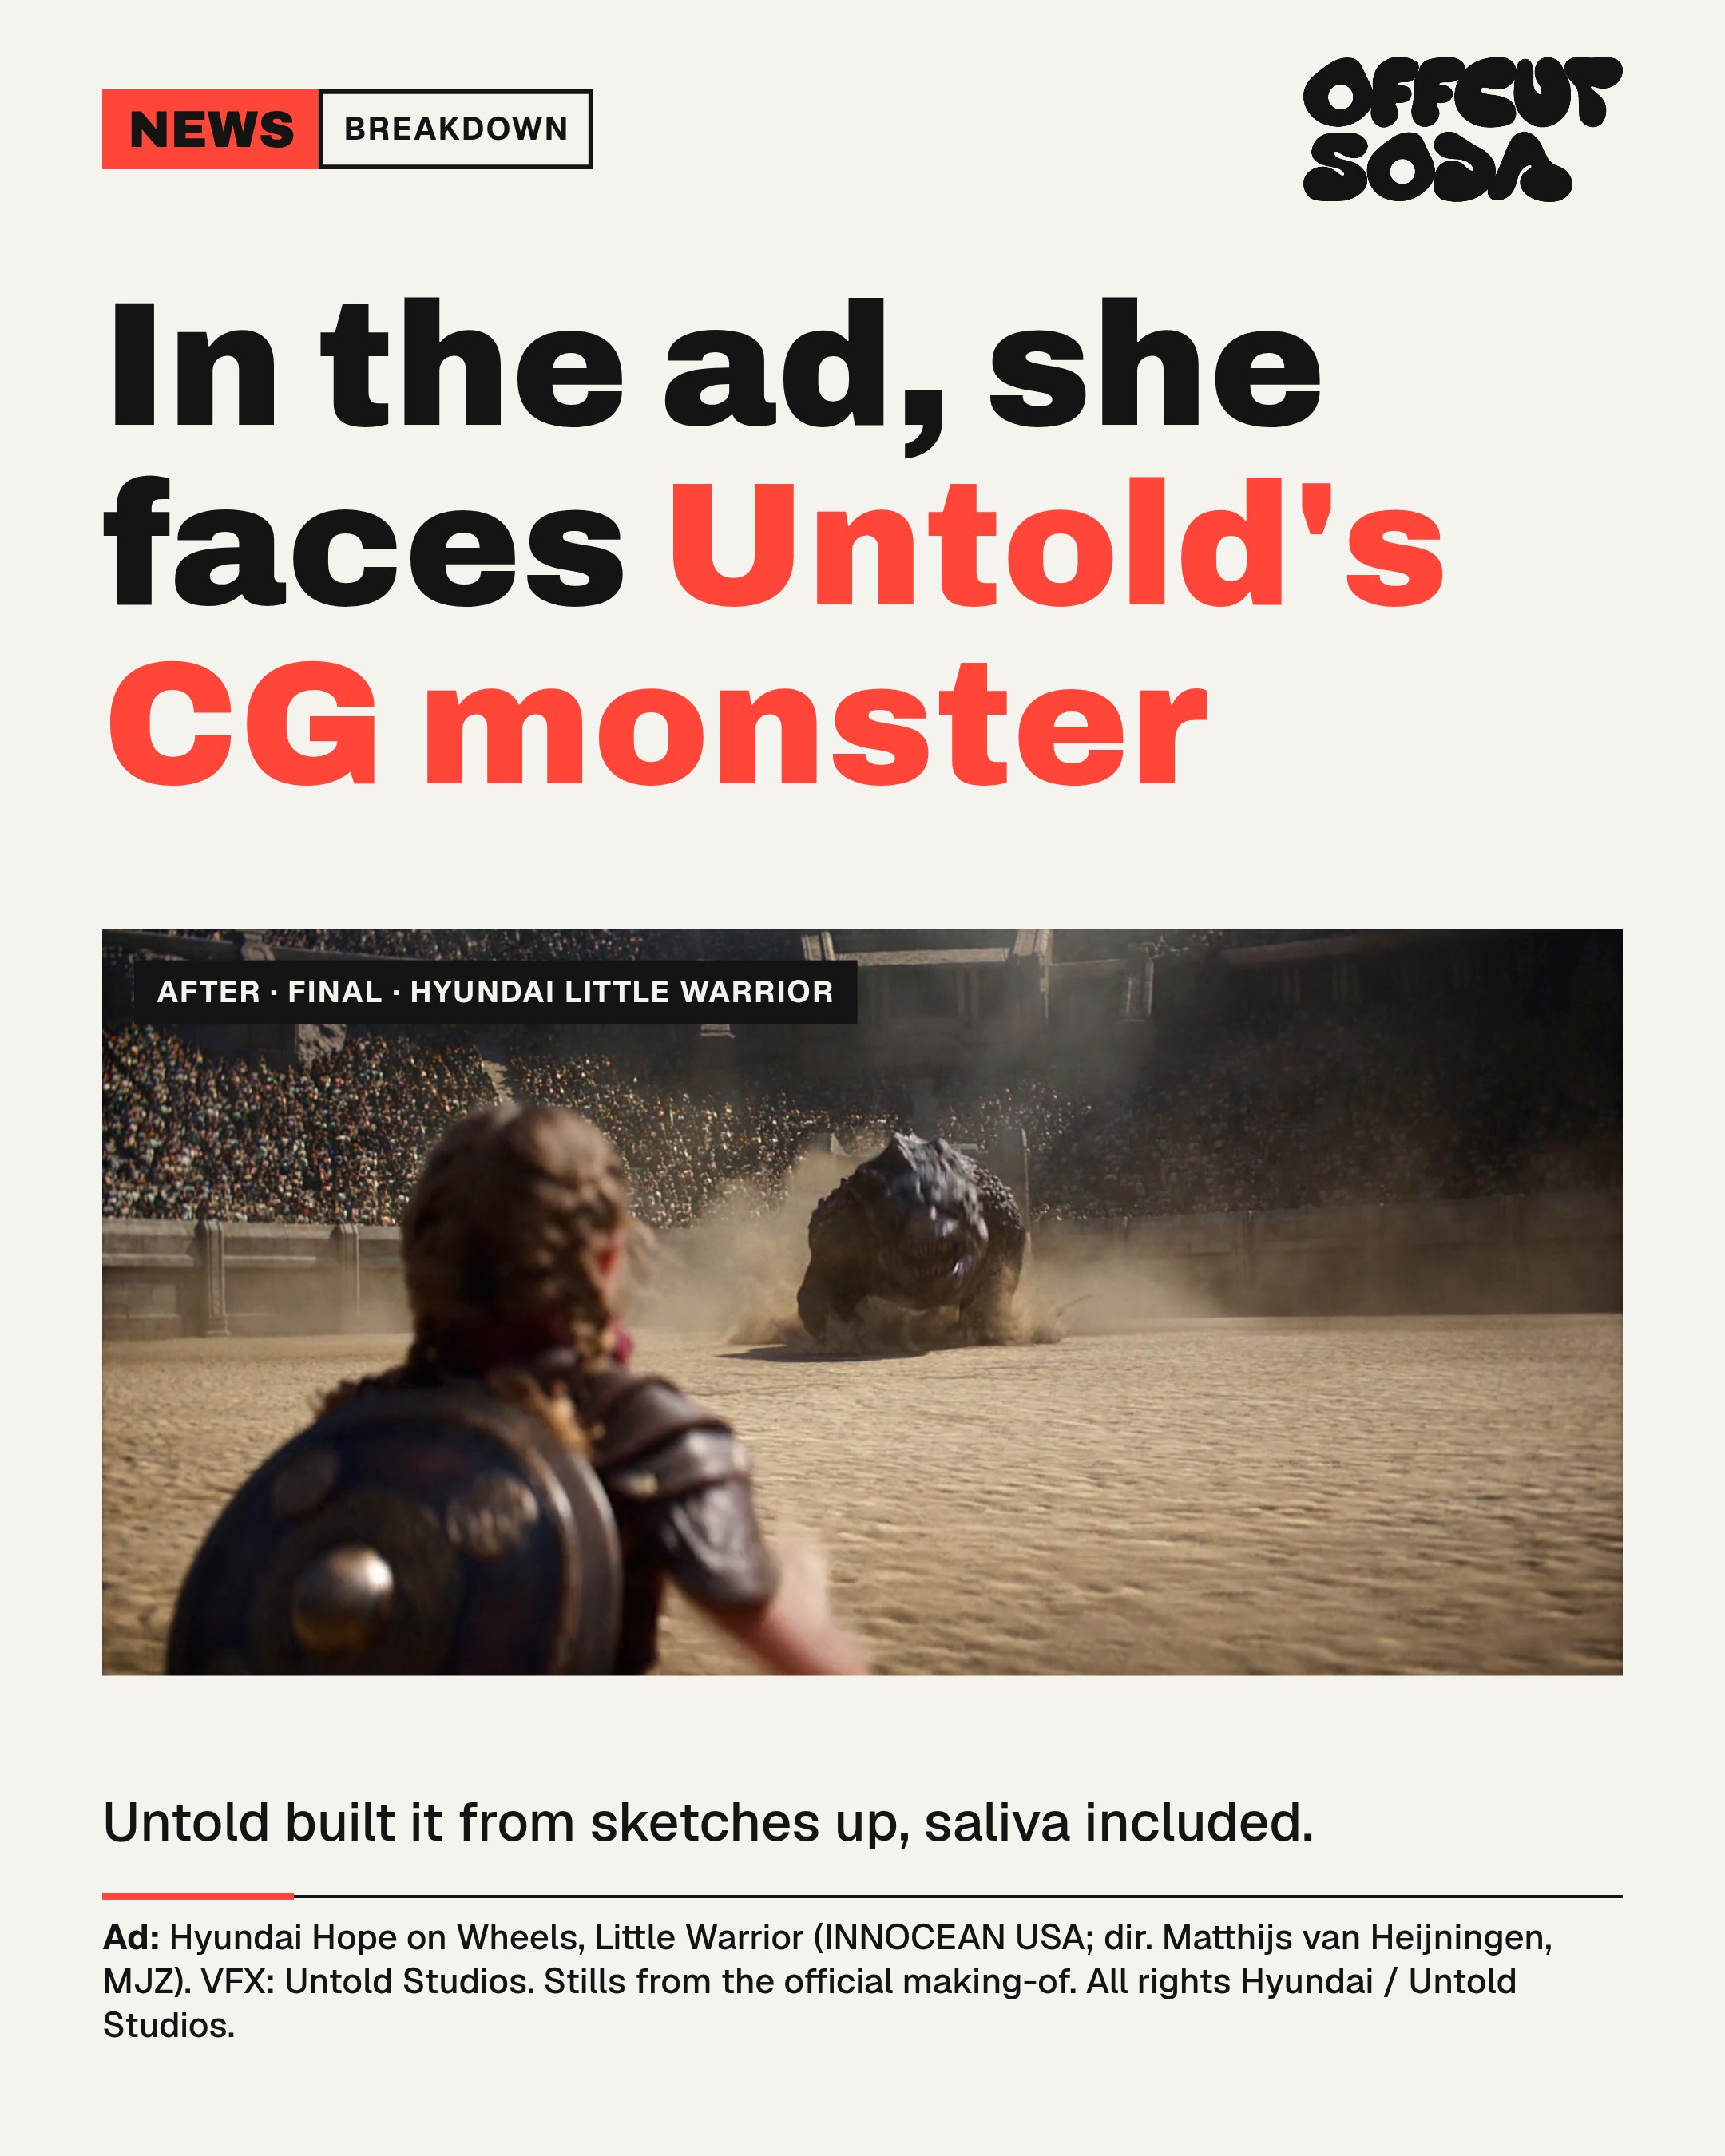 NEWS BREAKDOWN
OFFCUT
SODA
In the ad, she
faces Untold's
CG monster
AFTER · FINAL · HYUNDAI LITTLE WARRIOR
Untold built it from sketches up, saliva included.
Ad: Hyundai Hope on Wheels, Little Warrior (INNOCEAN USA; dir. Matthijs van Heijningen,
MJZ). VFX: Untold Studios. Stills from the official making-of. All rights Hyundai / Untold
Studios.